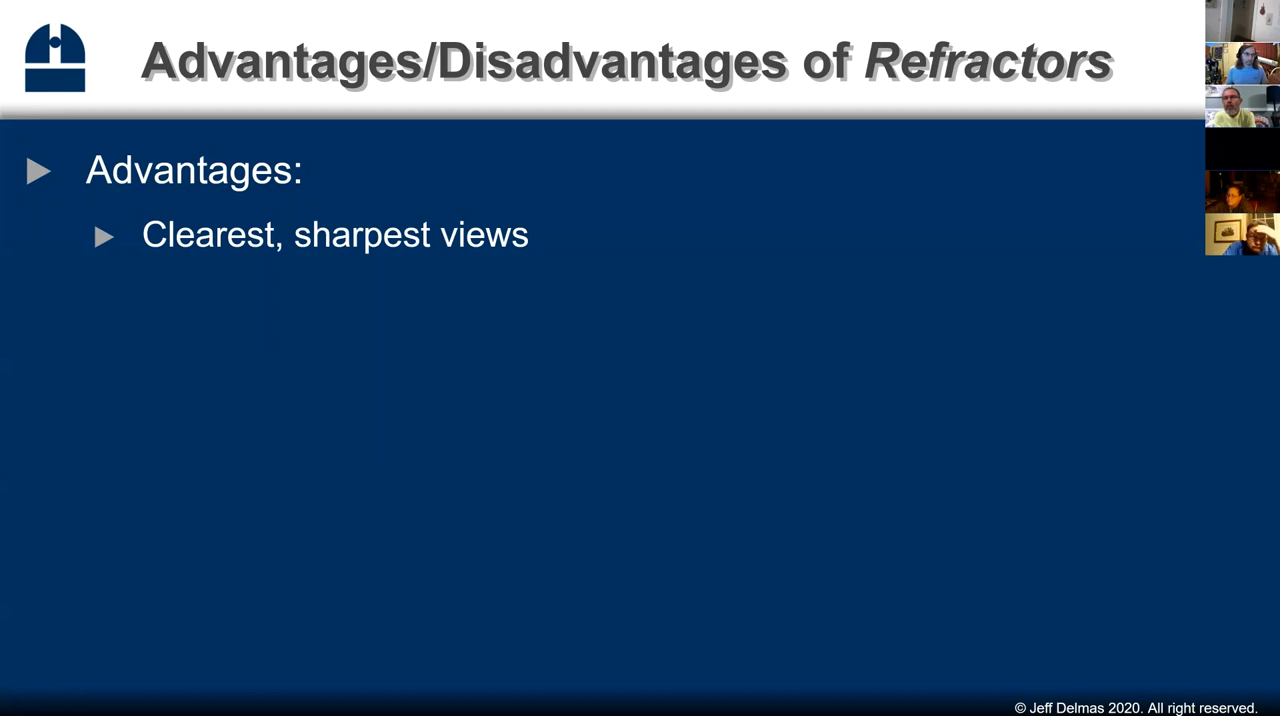 Advantages/Disadvantages of Refractors
Advantages:
Clearest, sharpest views
© Jeff Delmas 2020. All right reserved.